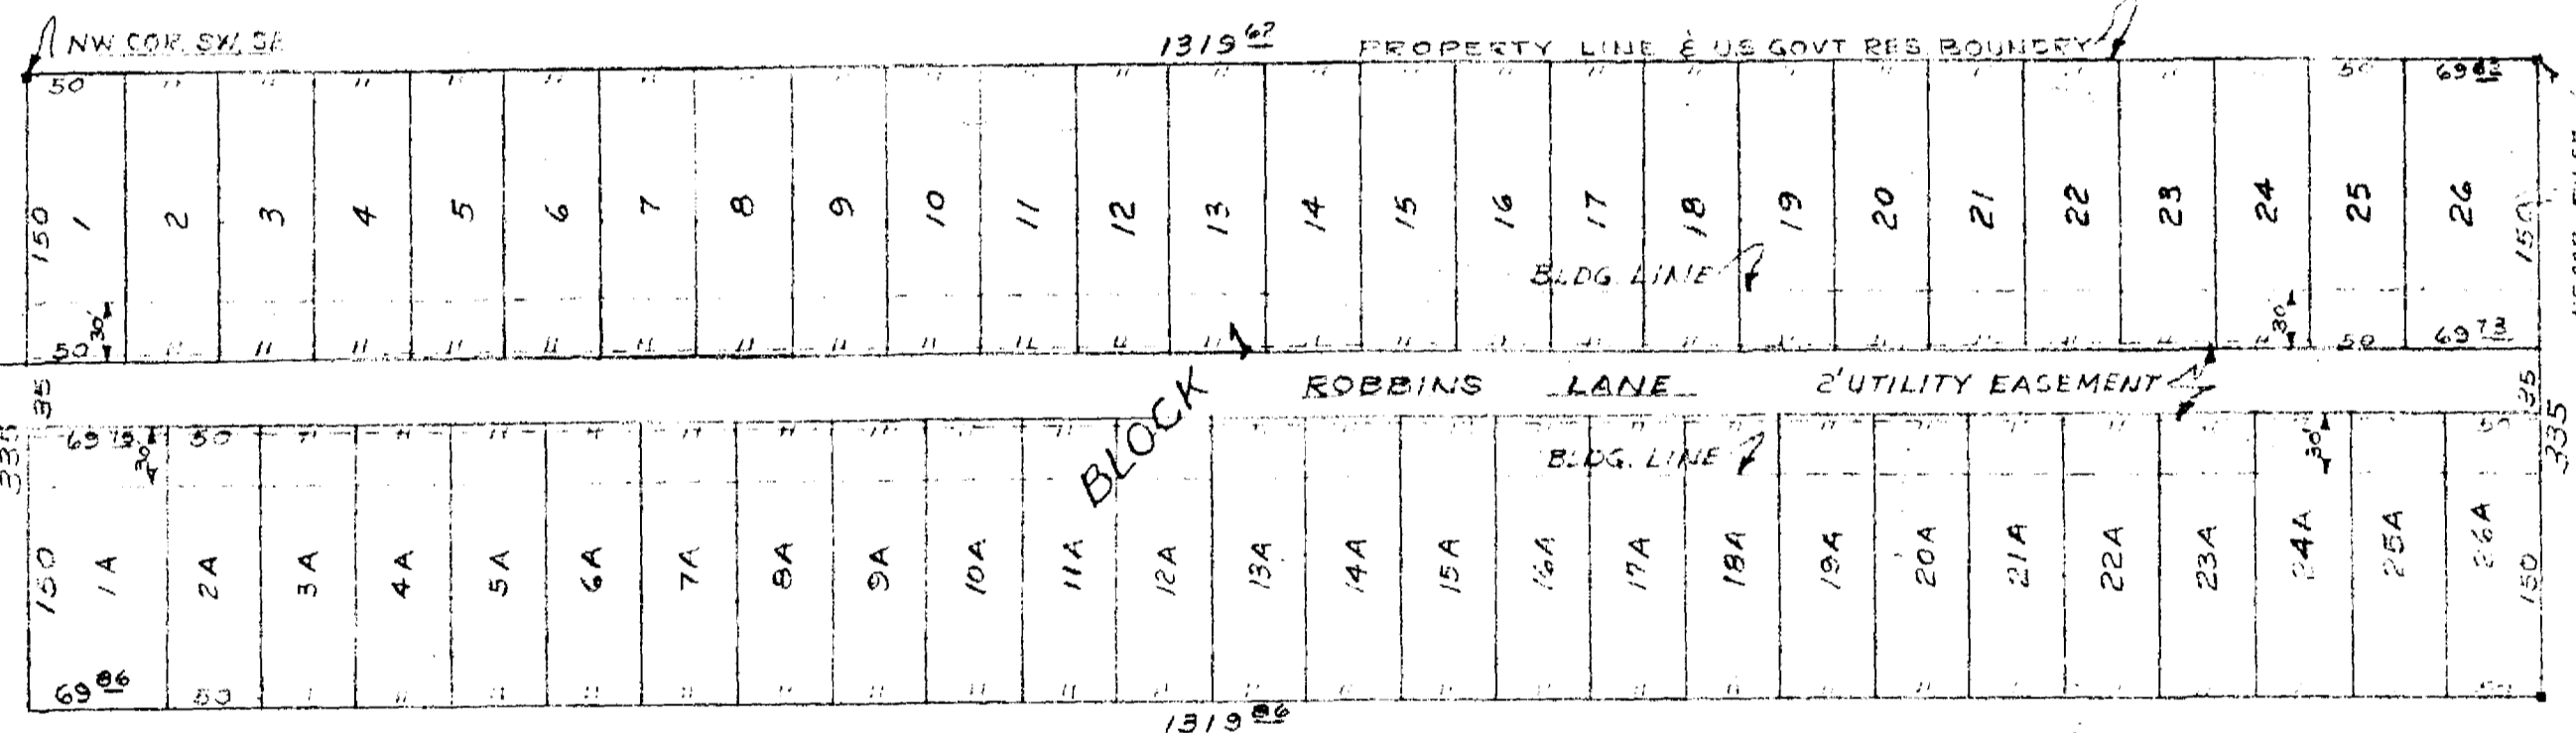 NW COR. SW, SE 1319 62 PROPERTY LINE & US GOVT RES. BOUNDRY
50 " " " " " " " " " " " " " " " " " " " " " " 50 69
150 1 2 3 4 5 6 7 8 9 10 11 12 13 14 15 16 17 18 19 20 21 22 23 24 25 26 150
BLDG. LINE
30' 30'
50 " " " " " " " " " " " " " " " " " " " " " " " 50 69 73
35 BLOCK 1 ROBBINS LANE 2' UTILITY EASEMENT 35
335 335
69 50 " " " " " " " " " " " " " " " " " " " " " " 50
30' BLDG. LINE 30'
150 1A 2A 3A 4A 5A 6A 7A 8A 9A 10A 11A 12A 13A 14A 15A 16A 17A 18A 19A 20A 21A 22A 23A 24A 25A 26A 150
69 86 50 " " " " " " " " " " " " " " " " " " " " " " 50
1319 86